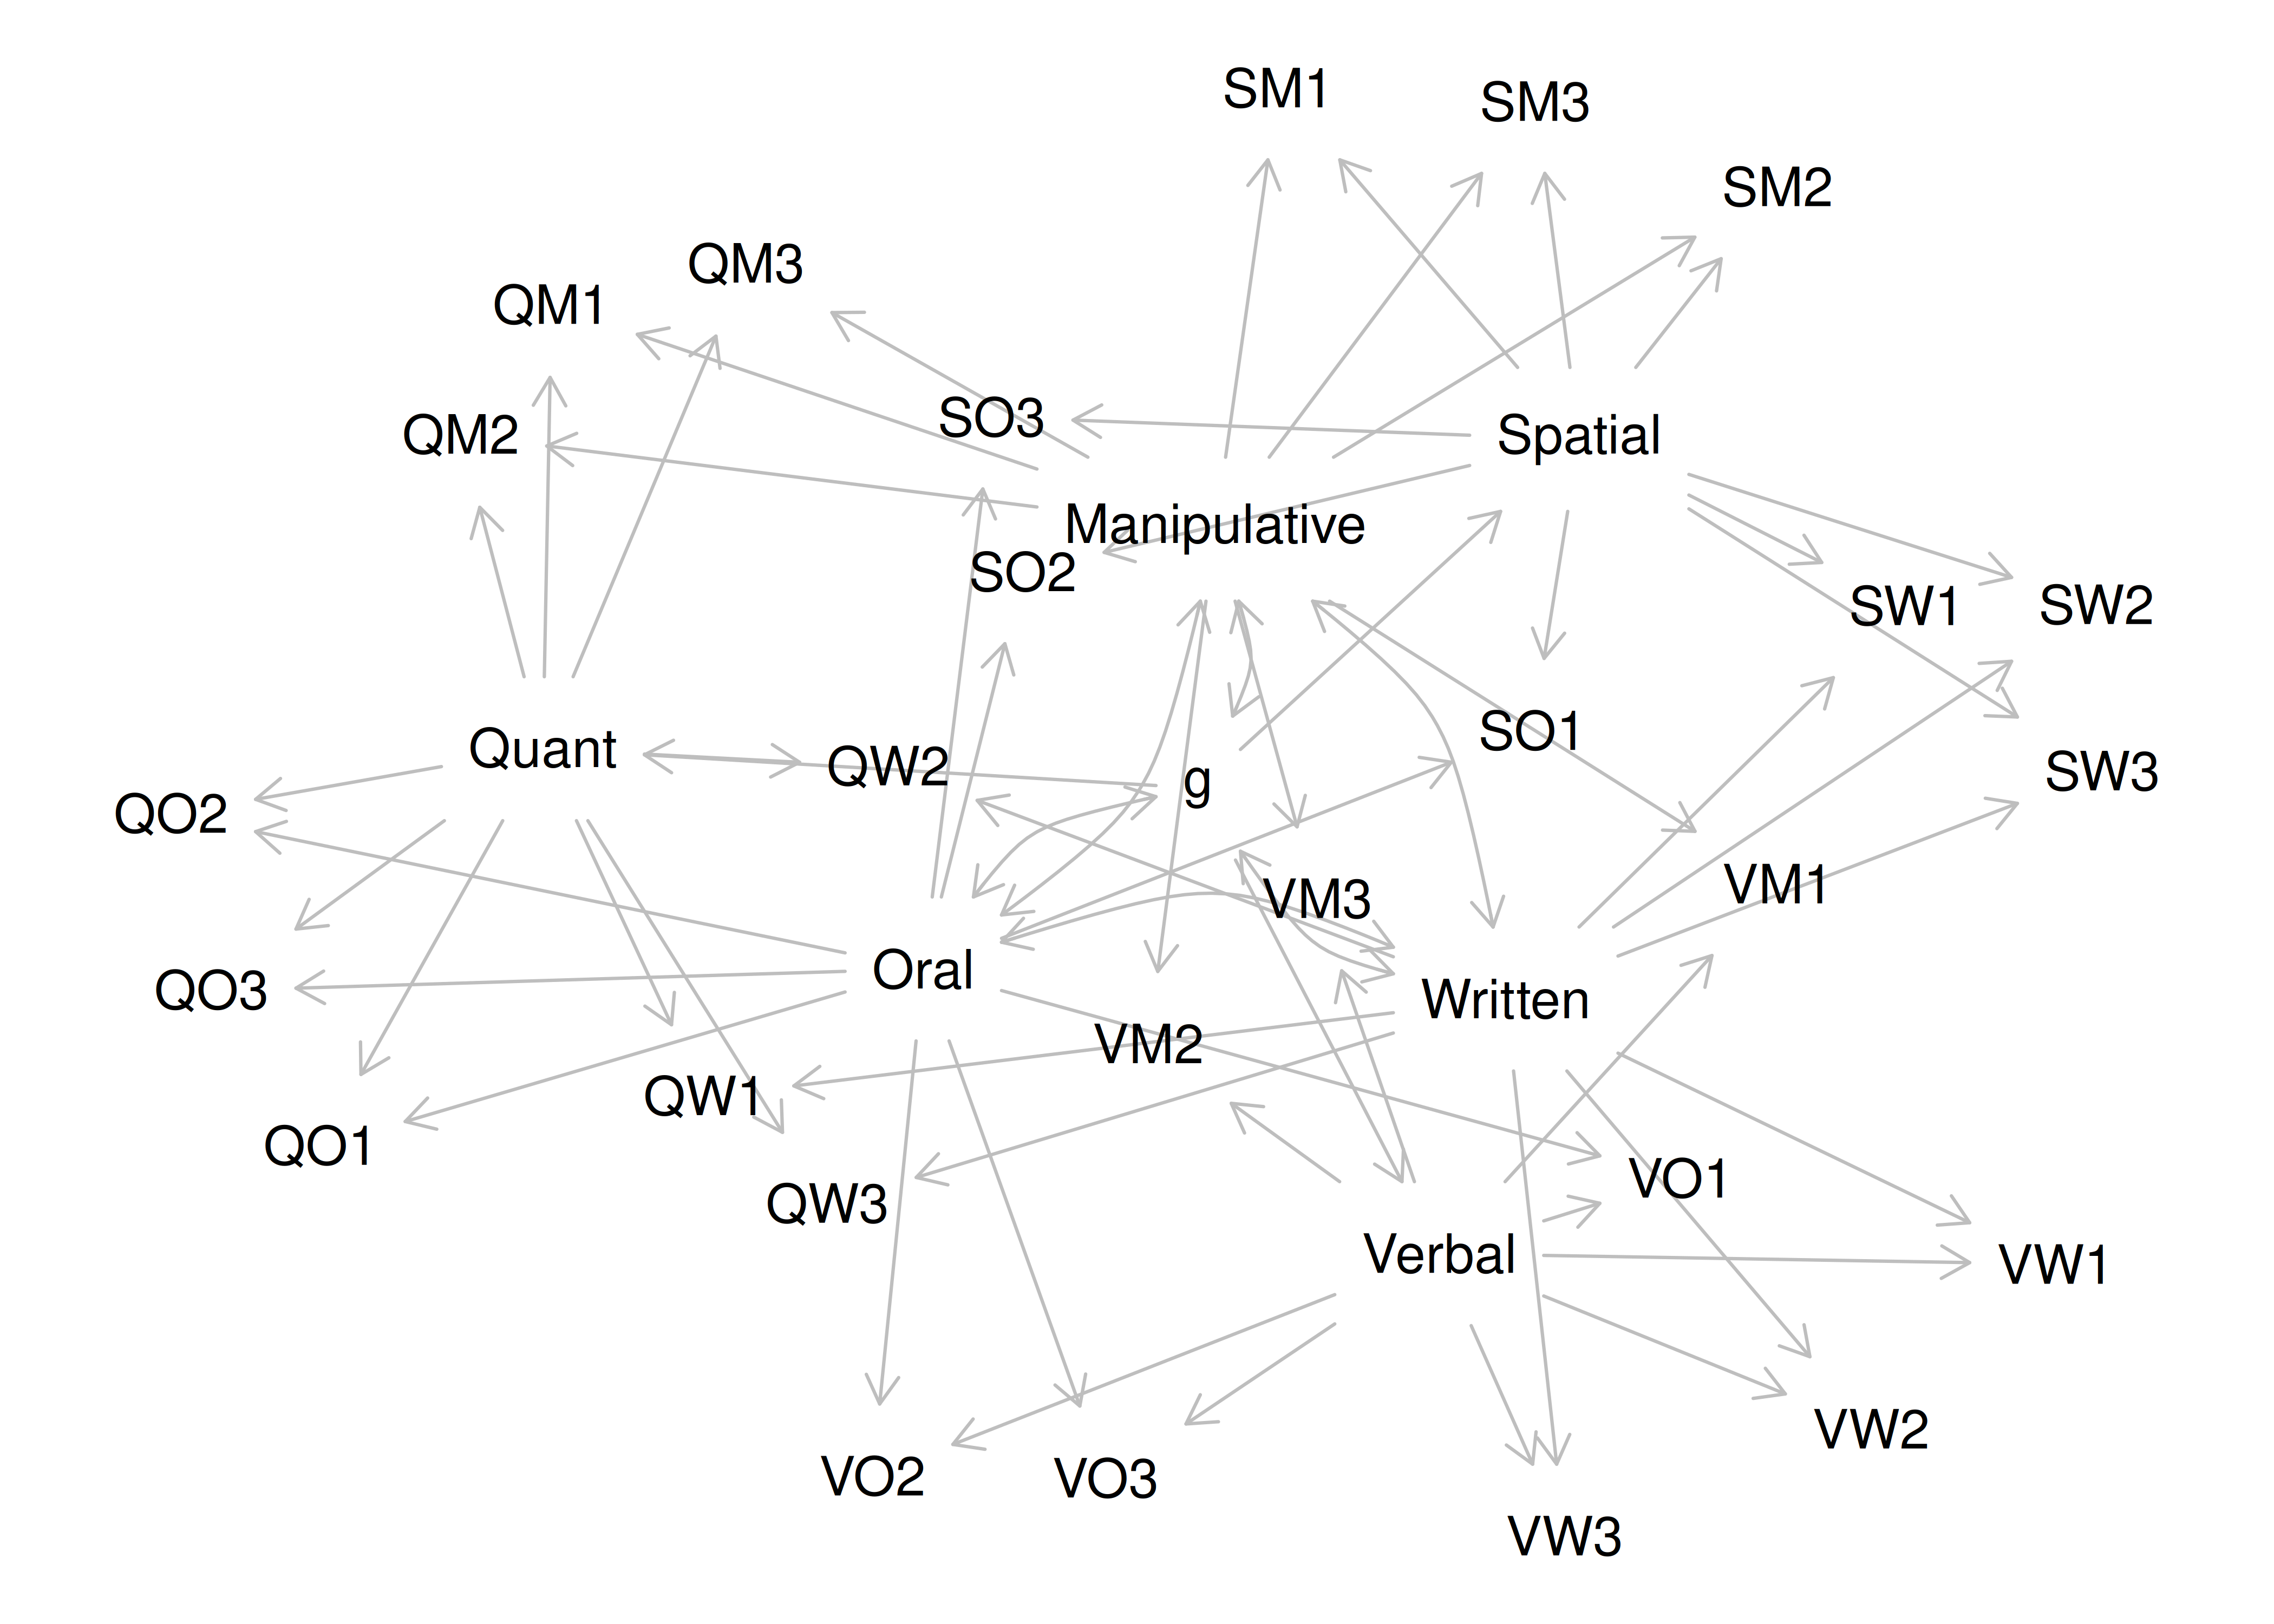 SM1
SM3
SM2
QM3
QM1
SO3
QM2
Spatial
Manipulative
SO2
SW1
SW2
SO1
Quant
QW2
g
SW3
QO2
VM1
VM3
Oral
QO3
Written
VM2
QW1
QO1
VO1
QW3
Verbal
VW1
VW2
VO2
VO3
VW3